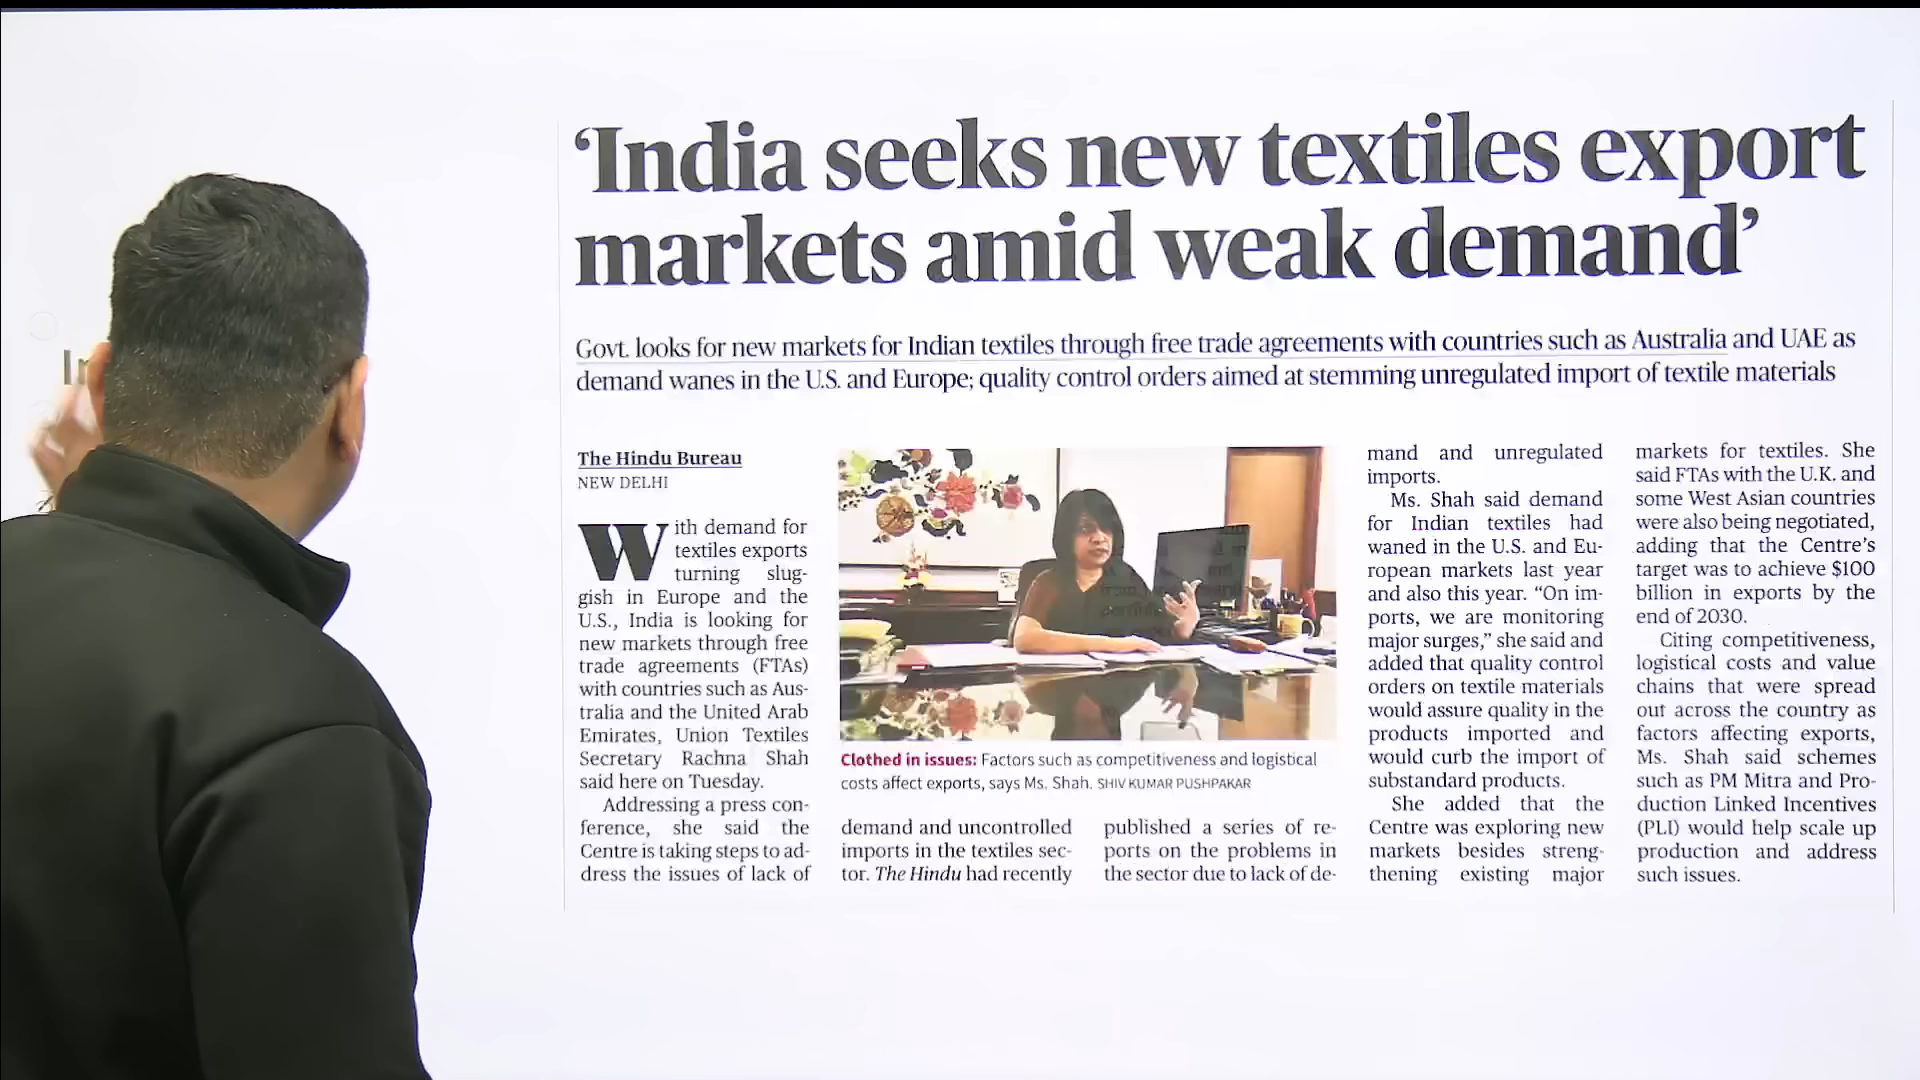 ‘India seeks new textiles export
markets amid weak demand’
Govt. looks for new markets for Indian textiles through free trade agreements with countries such as Australia and UAE as
demand wanes in the U.S. and Europe; quality control orders aimed at stemming unregulated import of textile materials
The Hindu Bureau
NEW DELHI
With demand for
textiles exports
turning slug-
gish in Europe and the
U.S., India is looking for
new markets through free
trade agreements (FTAs)
with countries such as Aus-
tralia and the United Arab
Emirates, Union Textiles
Secretary Rachna Shah
said here on Tuesday.
Addressing a press con-
ference, she said the
Centre is taking steps to ad-
dress the issues of lack of
Clothed in issues: Factors such as competitiveness and logistical
costs affect exports, says Ms. Shah. SHIV KUMAR PUSHPAKAR
demand and uncontrolled
imports in the textiles sec-
tor. The Hindu had recently
published a series of re-
ports on the problems in
the sector due to lack of de-
mand and unregulated
imports.
Ms. Shah said demand
for Indian textiles had
waned in the U.S. and Eu-
ropean markets last year
and also this year. “On im-
ports, we are monitoring
major surges,” she said and
added that quality control
orders on textile materials
would assure quality in the
products imported and
would curb the import of
substandard products.
She added that the
Centre was exploring new
markets besides streng-
thening existing major
markets for textiles. She
said FTAs with the U.K. and
some West Asian countries
were also being negotiated,
adding that the Centre’s
target was to achieve $100
billion in exports by the
end of 2030.
Citing competitiveness,
logistical costs and value
chains that were spread
out across the country as
factors affecting exports,
Ms. Shah said schemes
such as PM Mitra and Pro-
duction Linked Incentives
(PLI) would help scale up
production and address
such issues.